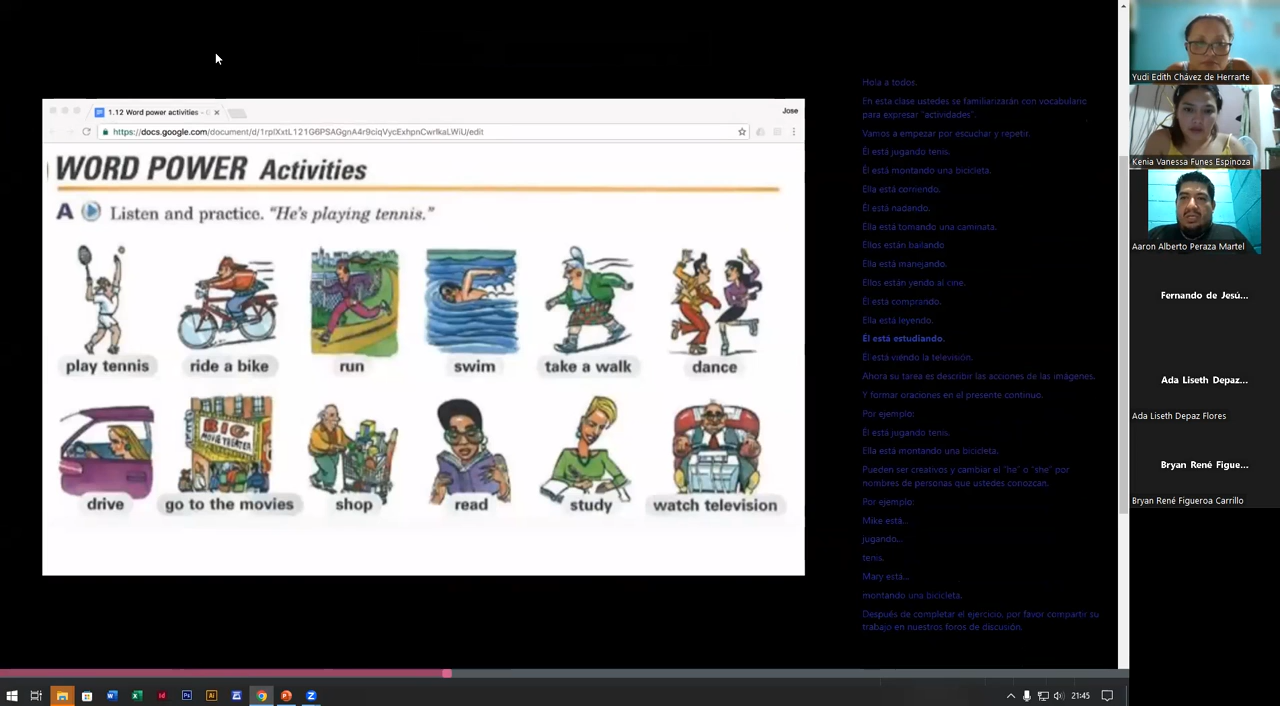 1.12 Word power activities - G
Jose
https://docs.google.com/document/d/1rpIXxtL121G6PSAGgnA4r9ciqVycExhpnCwrlkaLWiU/edit
WORD POWER Activities
A Listen and practice. "He's playing tennis."
play tennis
ride a bike
run
swim
take a walk
dance
BIG
MOVIE THEATER
drive
go to the movies
shop
read
study
watch television
Hola a todos.
En esta clase ustedes se familiarizarán con vocabulario
para expresar "actividades".
Vamos a empezar por escuchar y repetir.
Él está jugando tenis.
Él está montando una bicicleta.
Ella está corriendo.
Él está nadando.
Ella está tomando una caminata.
Ellos están bailando
Ella está manejando.
Ellos están yendo al cine.
Él está comprando.
Ella está leyendo.
Él está estudiando.
Él está viendo la televisión.
Ahora su tarea es describir las acciones de las imágenes.
Y formar oraciones en el presente continuo.
Por ejemplo:
Él está jugando tenis.
Ella está montando una bicicleta.
Pueden ser creativos y cambiar el "he" o "she" por
nombres de personas que ustedes conozcan.
Por ejemplo:
Mike está...
jugando...
tenis.
Mary está...
montando una bicicleta.
Después de completar el ejercicio, por favor compartir su
trabajo en nuestros foros de discusión.
Yudi Edith Chávez de Herrarte
Kenia Vanessa Funes Espinoza
Aaron Alberto Peraza Martel
Fernando de Jesú...
Ada Liseth Depaz...
Ada Liseth Depaz Flores
Bryan René Figue...
Bryan René Figueroa Carrillo
21:45